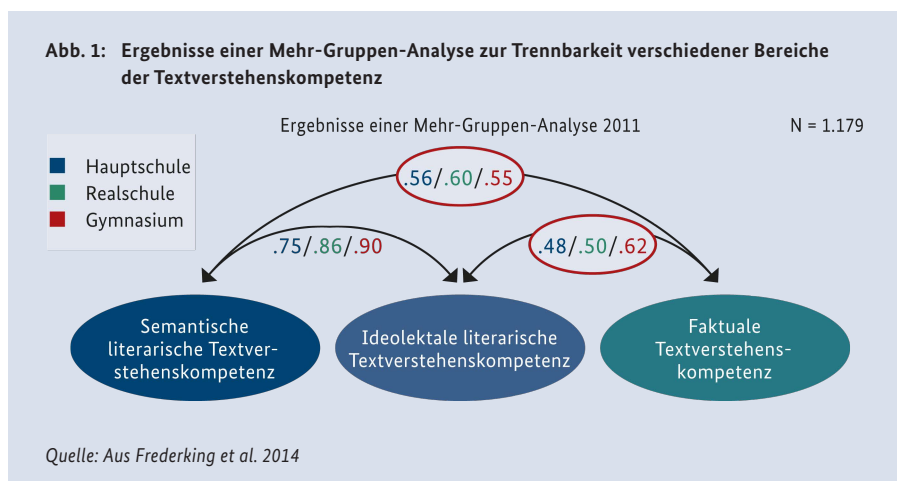 Abb. 1: Ergebnisse einer Mehr-Gruppen-Analyse zur Trennbarkeit verschiedener Bereiche
der Textverstehenskompetenz
Ergebnisse einer Mehr-Gruppen-Analyse 2011 N = 1.179
Hauptschule
Realschule
Gymnasium
.56/.60/.55
.75/.86/.90
.48/.50/.62
Semantische
literarische Textver-
stehenskompetenz
Ideolektale literarische
Textverstehenskompetenz
Faktuale
Textverstehens-
kompetenz
Quelle: Aus Frederking et al. 2014